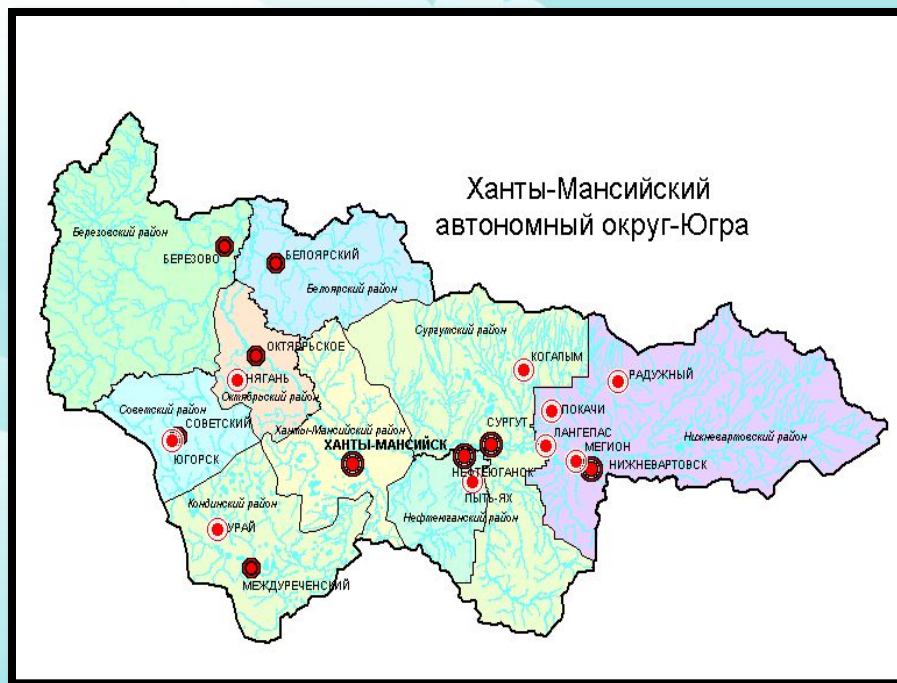 Ханты-Мансийский
автономный округ-Югра
Березовский район
БЕРЕЗОВО
БЕЛОЯРСКИЙ
Белоярский район
Сургутский район
ОКТЯБРЬСКОЕ
КОГАЛЫМ
РАДУЖНЫЙ
НЯГАНЬ
Октябрьский район
Советский район
СОВЕТСКИЙ
ЮГОРСК
Ханты-Мансийский район
ХАНТЫ-МАНСИЙСК
СУРГУТ
ПОКАЧИ
ЛАНГЕПАС
МЕГИОН
Нижневартовский район
НИЖНЕВАРТОВСК
НЕФТЕЮГАНСК
ПЫТЬ-ЯХ
Кондинский район
Нефтеюганский район
УРАЙ
МЕЖДУРЕЧЕНСКИЙ